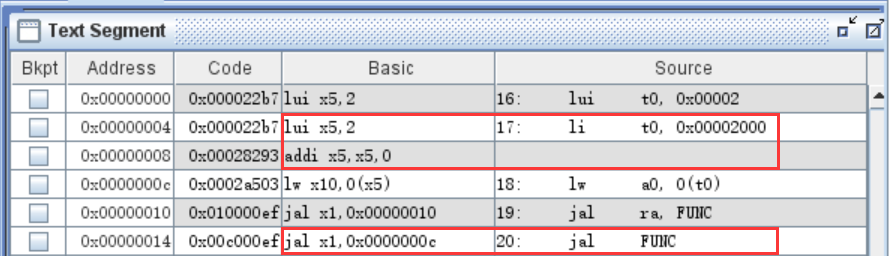 Text Segment
Bkpt Address Code Basic Source
0x00000000 0x000022b7 lui x5,2 16: lui t0, 0x00002
0x00000004 0x000022b7 lui x5,2 17: li t0, 0x00002000
0x00000008 0x00028293 addi x5,x5,0
0x0000000c 0x0002a503 lw x10,0(x5) 18: lw a0, 0(t0)
0x00000010 0x010000ef jal x1,0x00000010 19: jal ra, FUNC
0x00000014 0x00c000ef jal x1,0x0000000c 20: jal FUNC